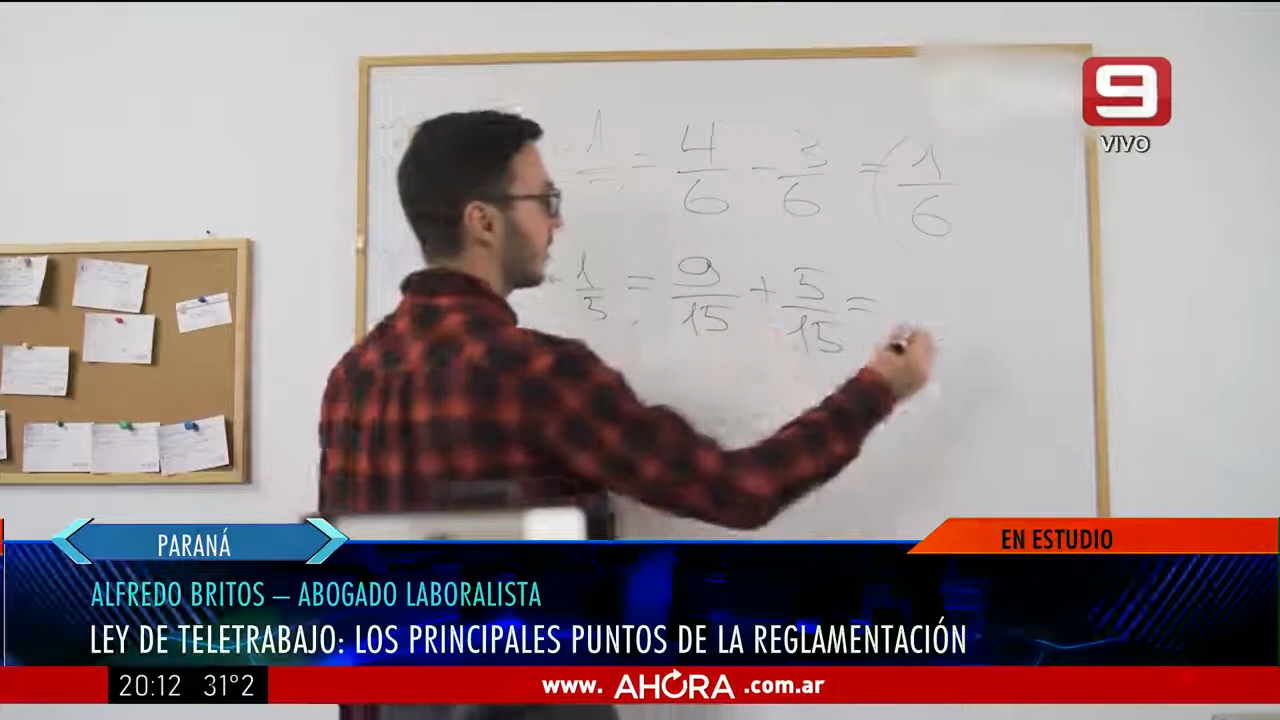 9
VIVO
- 1 = 4/6 - 3/6 = ( 1/6
1/3 = 9/15 + 5/15 =
PARANÁ
EN ESTUDIO
ALFREDO BRITOS – ABOGADO LABORALISTA
LEY DE TELETRABAJO: LOS PRINCIPALES PUNTOS DE LA REGLAMENTACIÓN
20:12 31°2 www. AHORA .com.ar